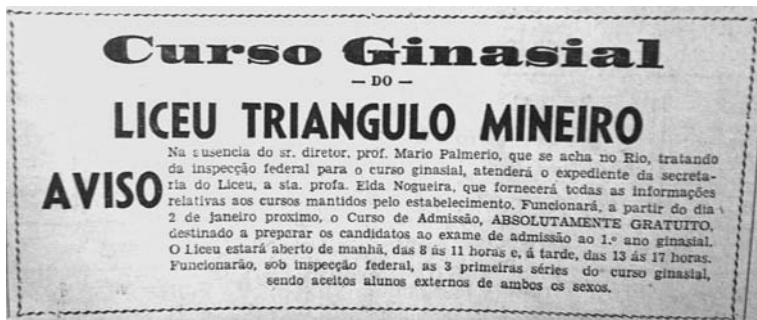 Curso Ginasial
— DO —
LICEU TRIANGULO MINEIRO
AVISO
Na ausencia do sr. diretor, prof. Mario Palmerio, que se acha no Rio, tratando
da inspecção federal para o curso ginasial, atenderá o expediente da secreta-
ria do Liceu, a sta. profa. Elda Nogueira, que fornecerá todas as informações
relativas aos cursos mantidos pelo estabelecimento. Funcionará, a partir do dia
2 de janeiro proximo, o Curso de Admissão, ABSOLUTAMENTE GRATUITO,
destinado a preparar os candidatos ao exame de admissão ao 1.º ano ginasial.
O Liceu estará aberto de manhã, das 8 ás 11 horas e, á tarde, das 13 ás 17 horas.
Funcionarão, sob inspecção federal, as 3 primeiras séries do curso ginasial,
sendo aceitos alunos externos de ambos os sexos.